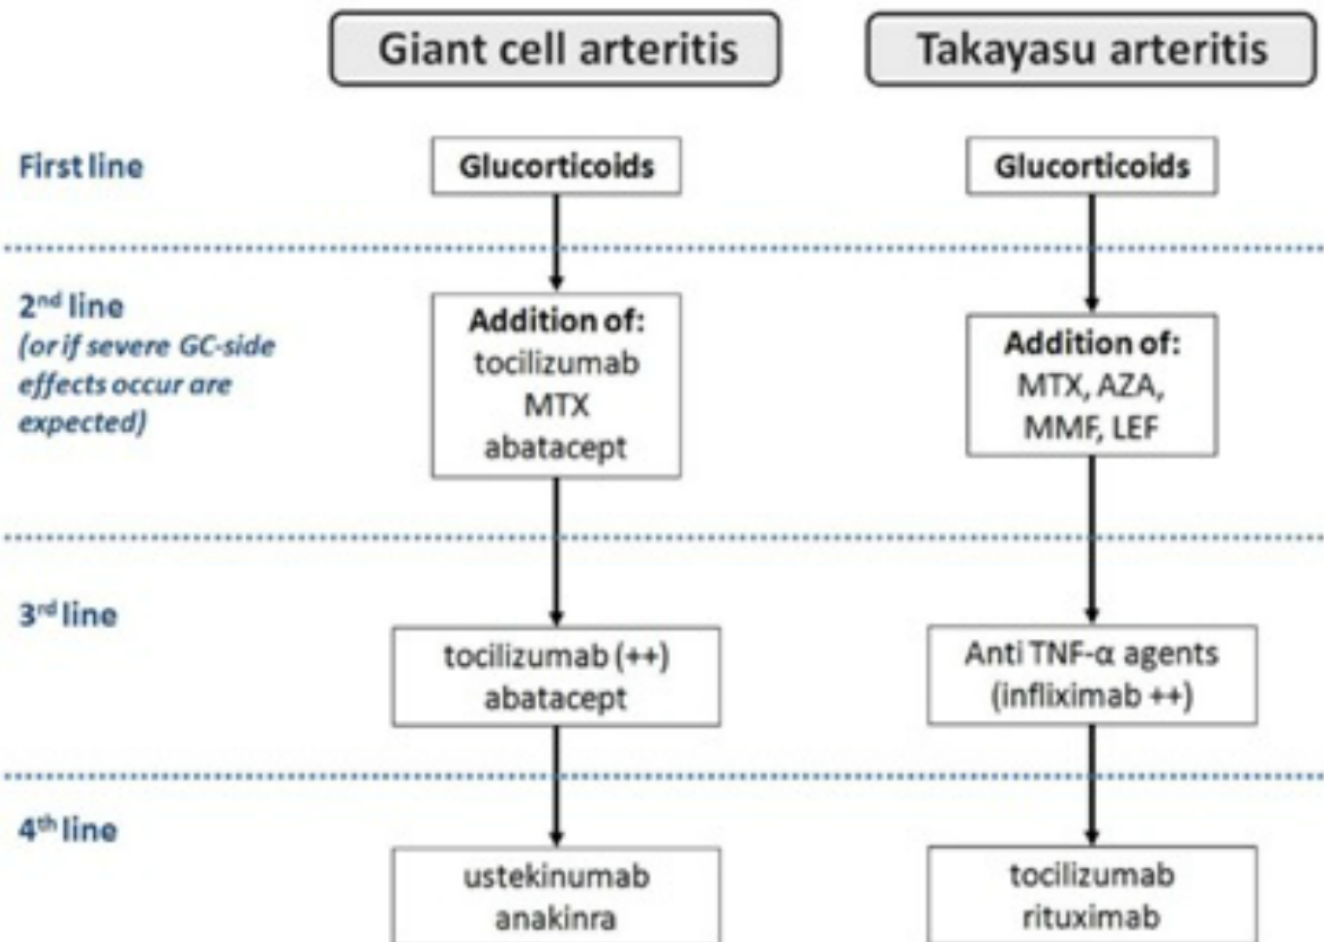 Giant cell arteritis
Takayasu arteritis
First line
Glucorticoids
Glucorticoids
2nd line
(or if severe GC-side
effects occur are
expected)
Addition of:
tocilizumab
MTX
abatacept
Addition of:
MTX, AZA,
MMF, LEF
3rd line
tocilizumab (++)
abatacept
Anti TNF-α agents
(infliximab ++)
4th line
ustekinumab
anakinra
tocilizumab
rituximab